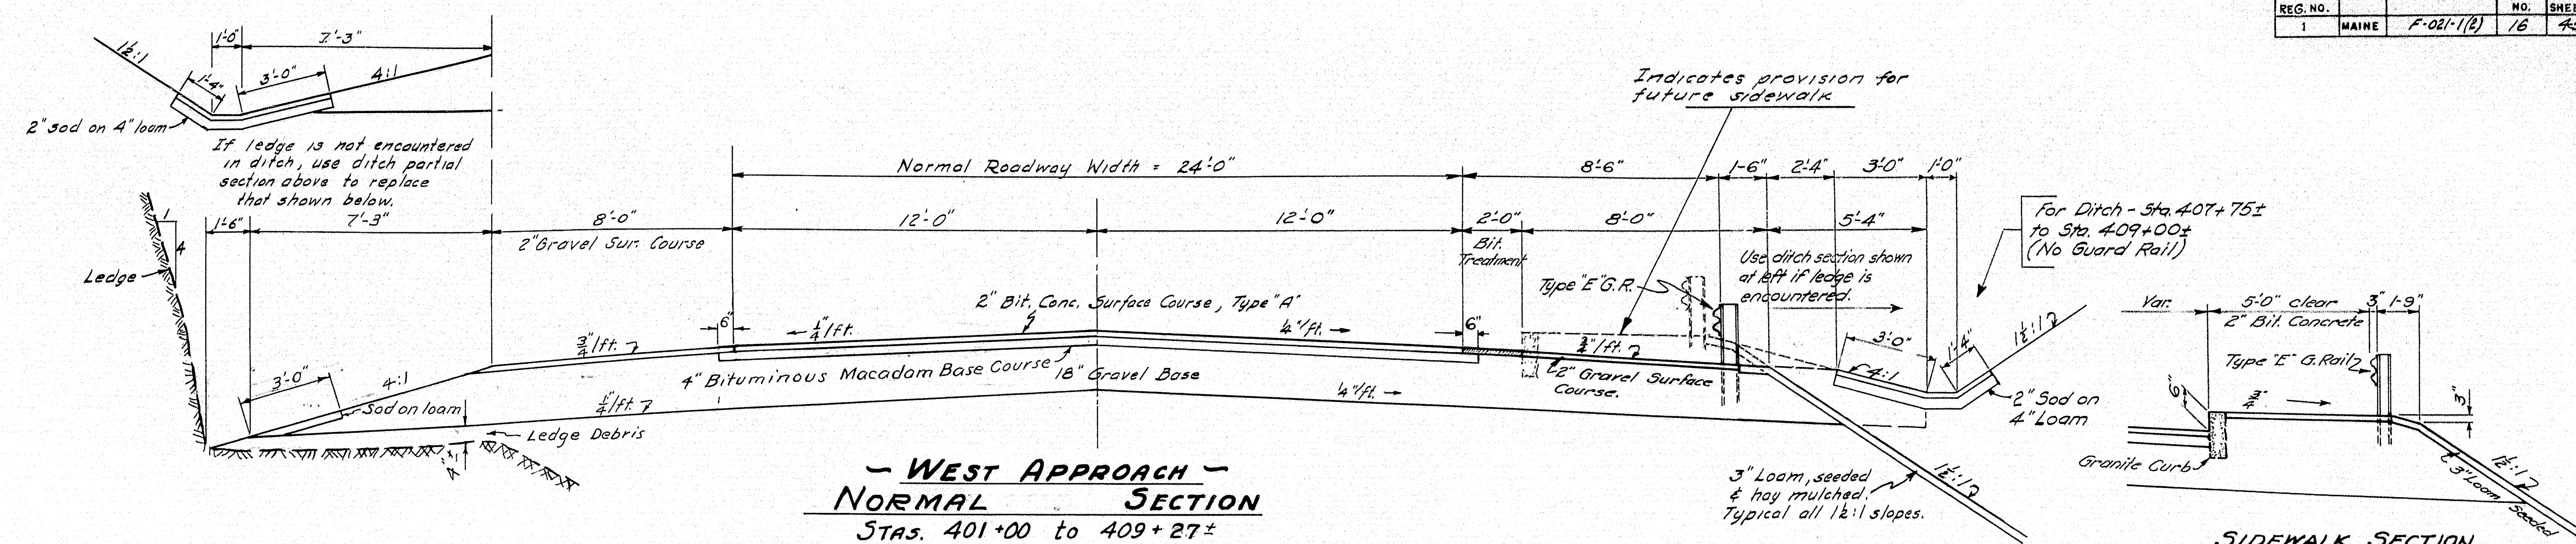 REG. NO.
NO.
1 MAINE F-021-1(2) 16
1'-0" 7'-3"
1½:1
1'-4"
3'-0"
4:1
2" sod on 4" loam
If ledge is not encountered
in ditch, use ditch partial
section above to replace
that shown below.
Indicates provision for
future sidewalk
Normal Roadway Width = 24'-0"
8'-6" 1'-6" 2'-4" 3'-0" 1'-0"
1'-6" 7'-3" 8'-0" 12'-0" 12'-0" 2'-0" 8'-0" 5'-4"
2" Gravel Sur. Course
Bit.
Treatment
1
4
Ledge
Use ditch section shown
at left if ledge is
encountered.
For Ditch - Sta. 407+75±
to Sta. 409+00±
(No Guard Rail)
Type "E" G.R.
2" Bit. Conc. Surface Course, Type "A"
6"
¼"/ft.
¼"/ft.
6"
¾"/ft.
¾"/ft.
4" Bituminous Macadam Base Course
18" Gravel Base
2" Gravel Surface
Course.
3'-0"
4:1
Sod on loam
¼"/ft.
¼"/ft.
Ledge Debris
3'-0"
4:1
1'-4"
1½:1
2" Sod on
4" Loam
3" Loam, seeded
& hay mulched.
Typical all 1½:1 slopes.
1½:1
Var. 5'-0" clear 3" 1'-9"
2" Bit. Concrete
Type "E" G.Rail
6"
¾"
3"
Granite Curb
1½:1
3" Loam
Seeded
WEST APPROACH
NORMAL SECTION
STAS. 401+00 to 409+27±
SIDEWALK SECTION